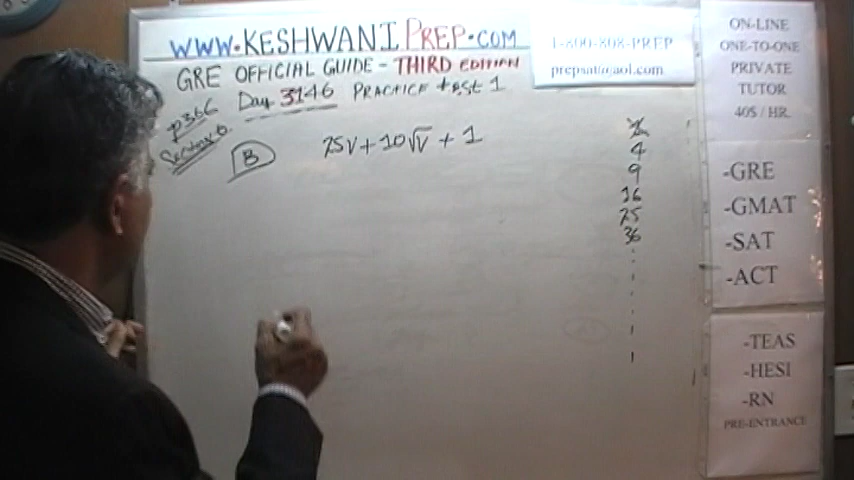 WWW.KESHWANIPREP.COM
GRE OFFICIAL GUIDE - THIRD EDITION
p366 Day 3146 PRACTICE test 1
Section 6
B 25V + 10√V + 1
4
9
16
25
36
1-800-808-PREP
prepsat@aol.com
ON-LINE
ONE-TO-ONE
PRIVATE
TUTOR
40$ / HR.
-GRE
-GMAT
-SAT
-ACT
-TEAS
-HESI
-RN
PRE-ENTRANCE